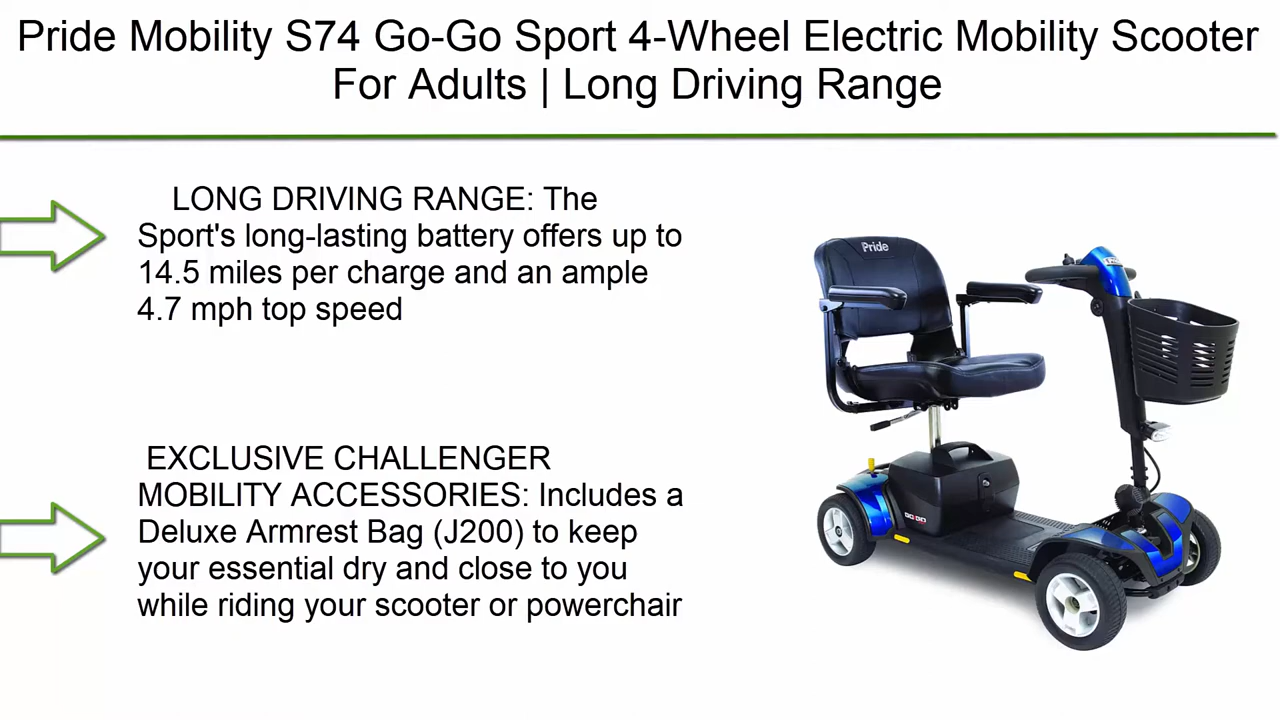 Pride Mobility S74 Go-Go Sport 4-Wheel Electric Mobility Scooter
For Adults | Long Driving Range
LONG DRIVING RANGE: The
Sport's long-lasting battery offers up to
14.5 miles per charge and an ample
4.7 mph top speed
EXCLUSIVE CHALLENGER
MOBILITY ACCESSORIES: Includes a
Deluxe Armrest Bag (J200) to keep
your essential dry and close to you
while riding your scooter or powerchair
Pride